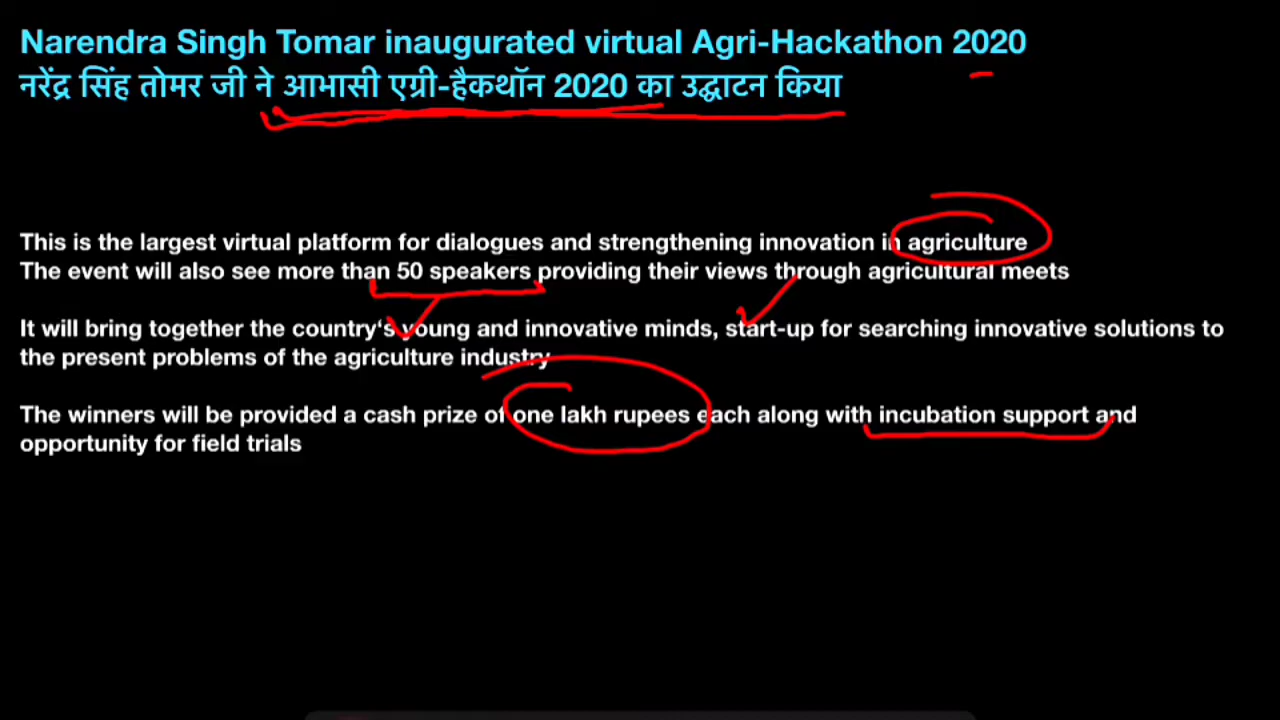 Narendra Singh Tomar inaugurated virtual Agri-Hackathon 2020
नरेंद्र सिंह तोमर जी ने आभासी एग्री-हैकथॉन 2020 का उद्घाटन किया
This is the largest virtual platform for dialogues and strengthening innovation in agriculture
The event will also see more than 50 speakers providing their views through agricultural meets
It will bring together the country‘s young and innovative minds, start-up for searching innovative solutions to
the present problems of the agriculture industry
The winners will be provided a cash prize of one lakh rupees each along with incubation support and
opportunity for field trials